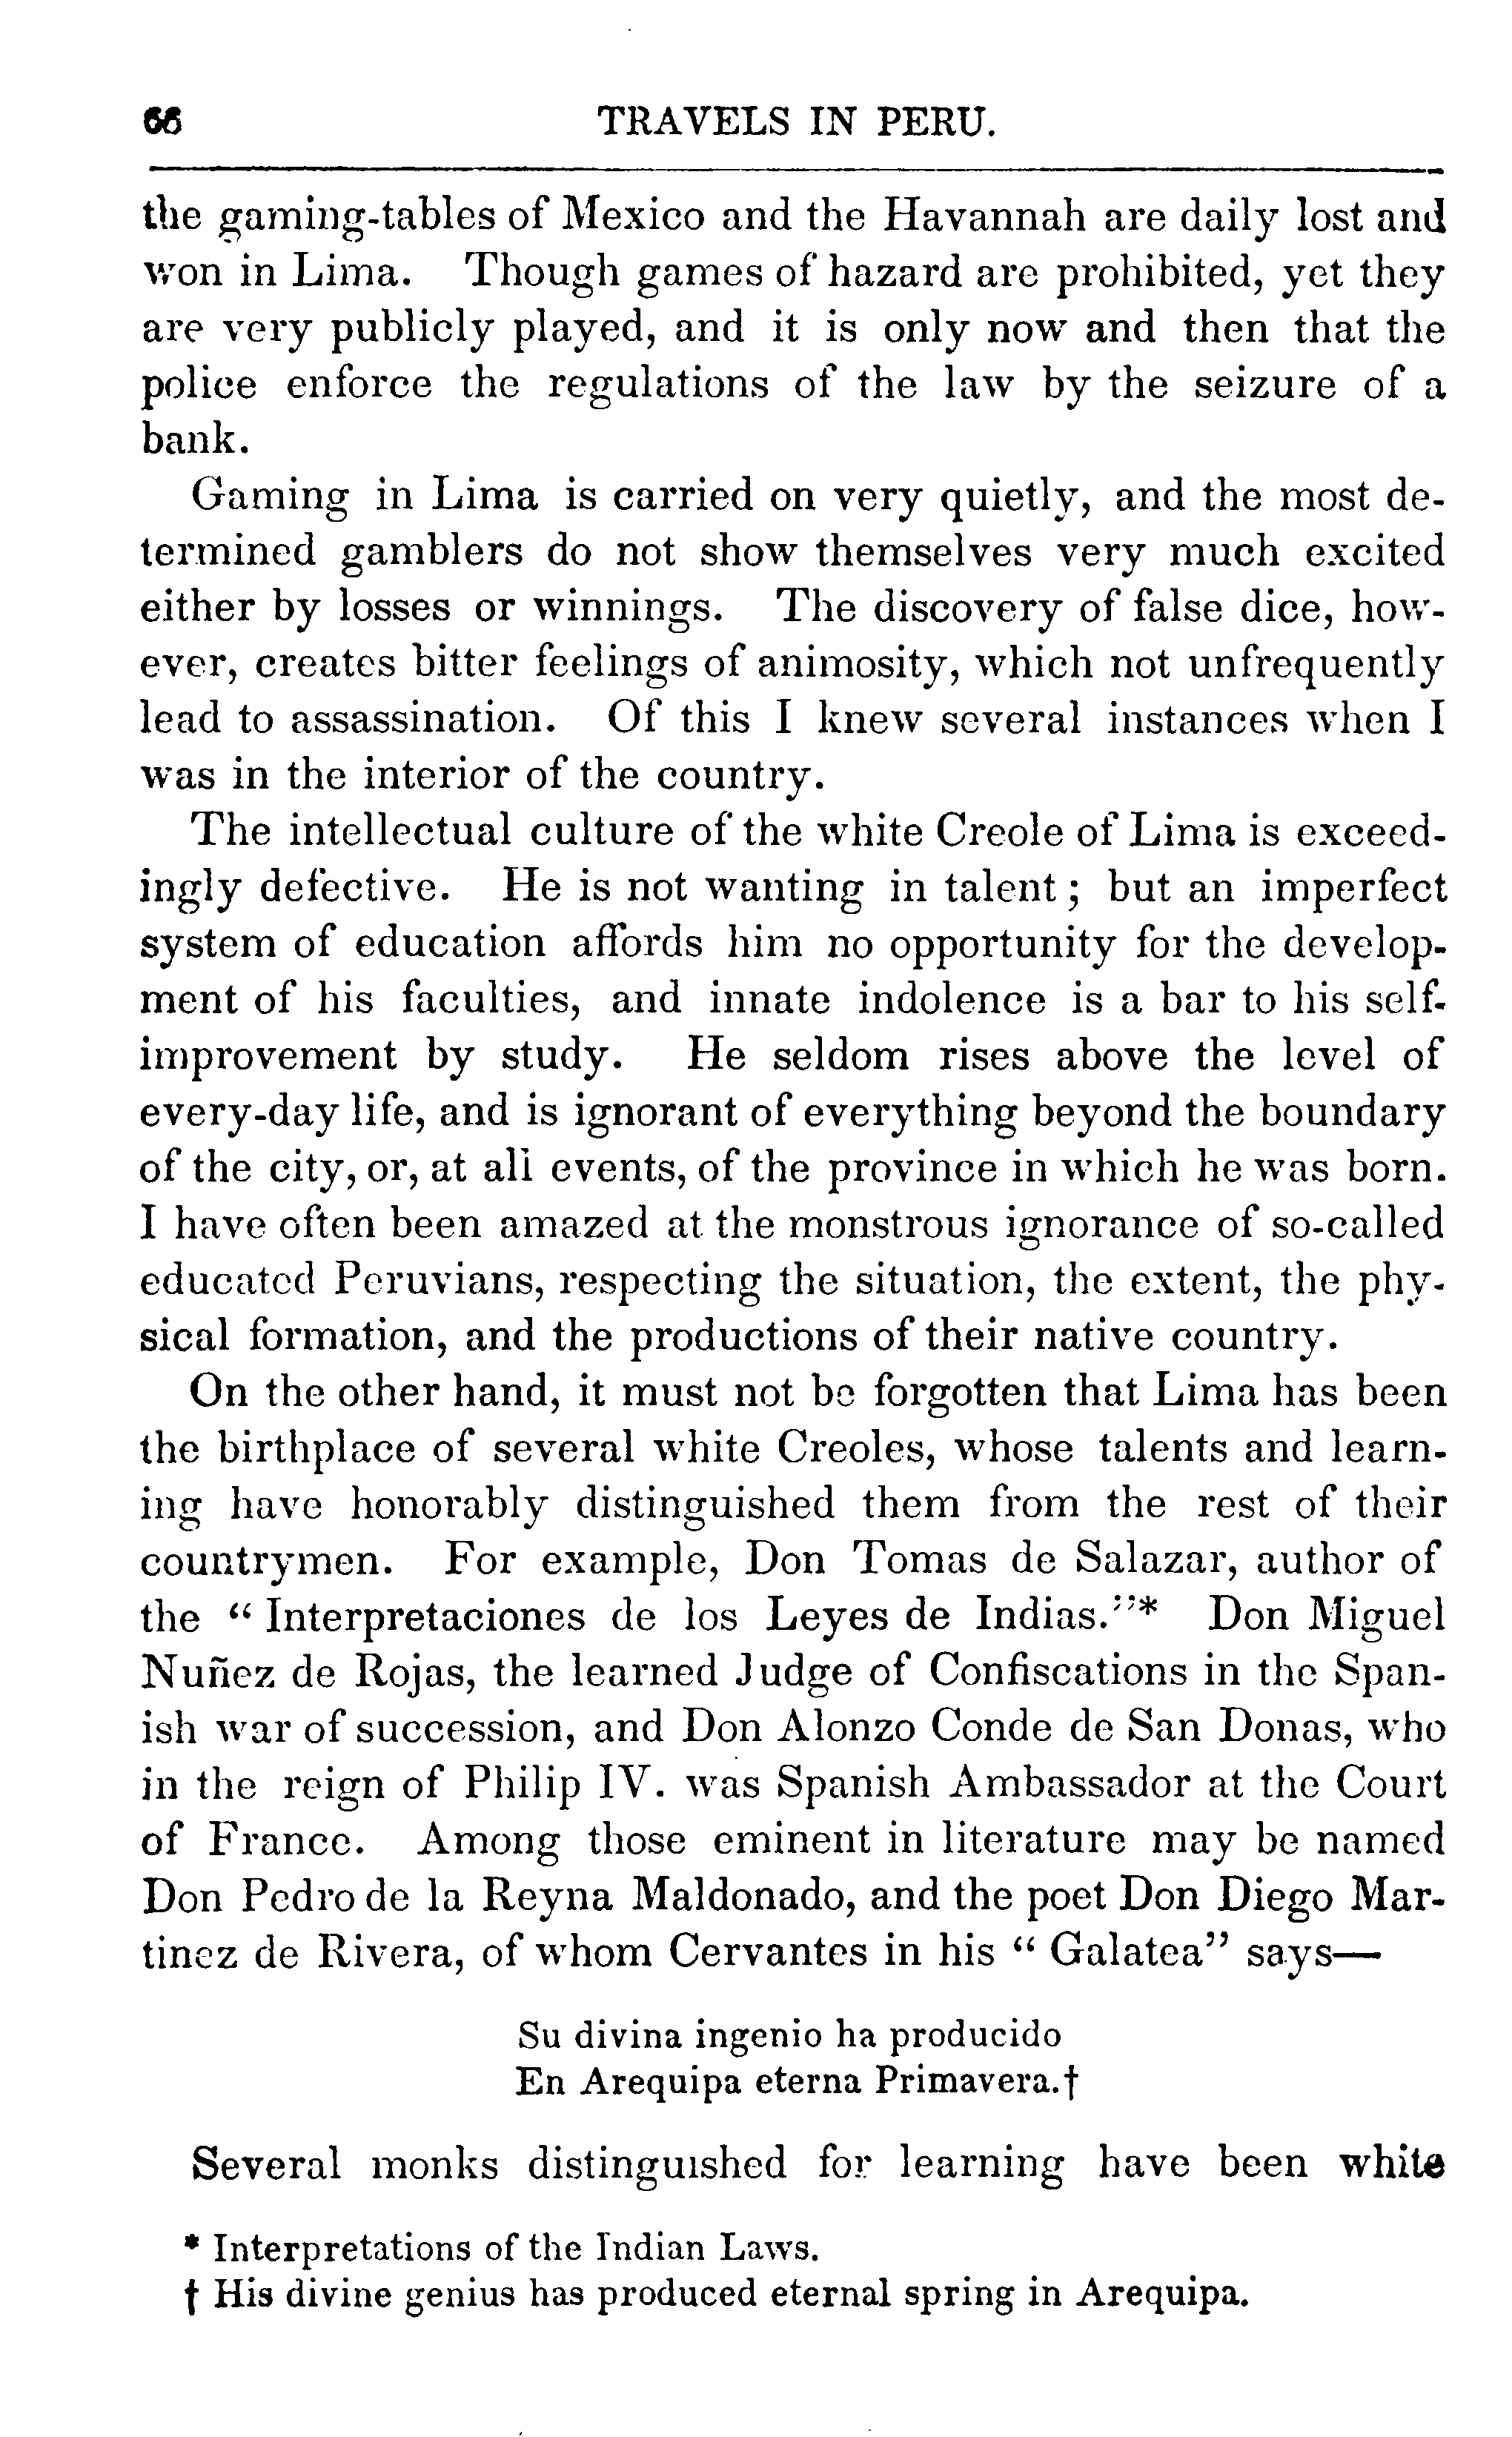 66 TRAVELS IN PERU.
the gaming-tables of Mexico and the Havannah are daily lost and
won in Lima. Though games of hazard are prohibited, yet they
are very publicly played, and it is only now and then that the
police enforce the regulations of the law by the seizure of a
bank.
Gaming in Lima is carried on very quietly, and the most de-
termined gamblers do not show themselves very much excited
either by losses or winnings. The discovery of false dice, how-
ever, creates bitter feelings of animosity, which not unfrequently
lead to assassination. Of this I knew several instances when I
was in the interior of the country.
The intellectual culture of the white Creole of Lima is exceed-
ingly defective. He is not wanting in talent; but an imperfect
system of education affords him no opportunity for the develop-
ment of his faculties, and innate indolence is a bar to his self-
improvement by study. He seldom rises above the level of
every-day life, and is ignorant of everything beyond the boundary
of the city, or, at all events, of the province in which he was born.
I have often been amazed at the monstrous ignorance of so-called
educated Peruvians, respecting the situation, the extent, the phy-
sical formation, and the productions of their native country.
On the other hand, it must not be forgotten that Lima has been
the birthplace of several white Creoles, whose talents and learn-
ing have honorably distinguished them from the rest of their
countrymen. For example, Don Tomas de Salazar, author of
the "Interpretaciones de los Leyes de Indias."* Don Miguel
Nuñez de Rojas, the learned Judge of Confiscations in the Span-
ish war of succession, and Don Alonzo Conde de San Donas, who
in the reign of Philip IV. was Spanish Ambassador at the Court
of France. Among those eminent in literature may be named
Don Pedro de la Reyna Maldonado, and the poet Don Diego Mar-
tinez de Rivera, of whom Cervantes in his "Galatea" says—
Su divina ingenio ha producido
En Arequipa eterna Primavera.†
Several monks distinguished for learning have been white
* Interpretations of the Indian Laws.
† His divine genius has produced eternal spring in Arequipa.